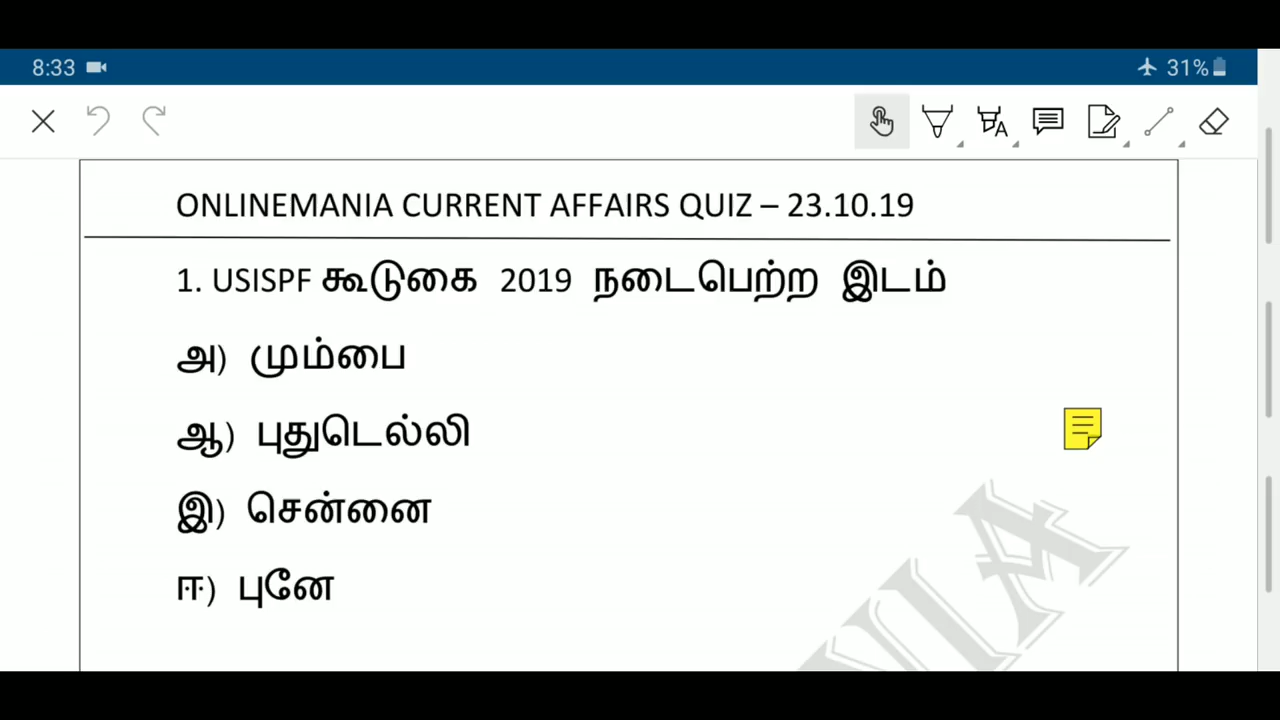 8:33
31%
ONLINEMANIA CURRENT AFFAIRS QUIZ – 23.10.19
1. USISPF கூடுகை 2019 நடைபெற்ற இடம்
அ) மும்பை
ஆ) புதுடெல்லி
இ) சென்னை
ஈ) புனே